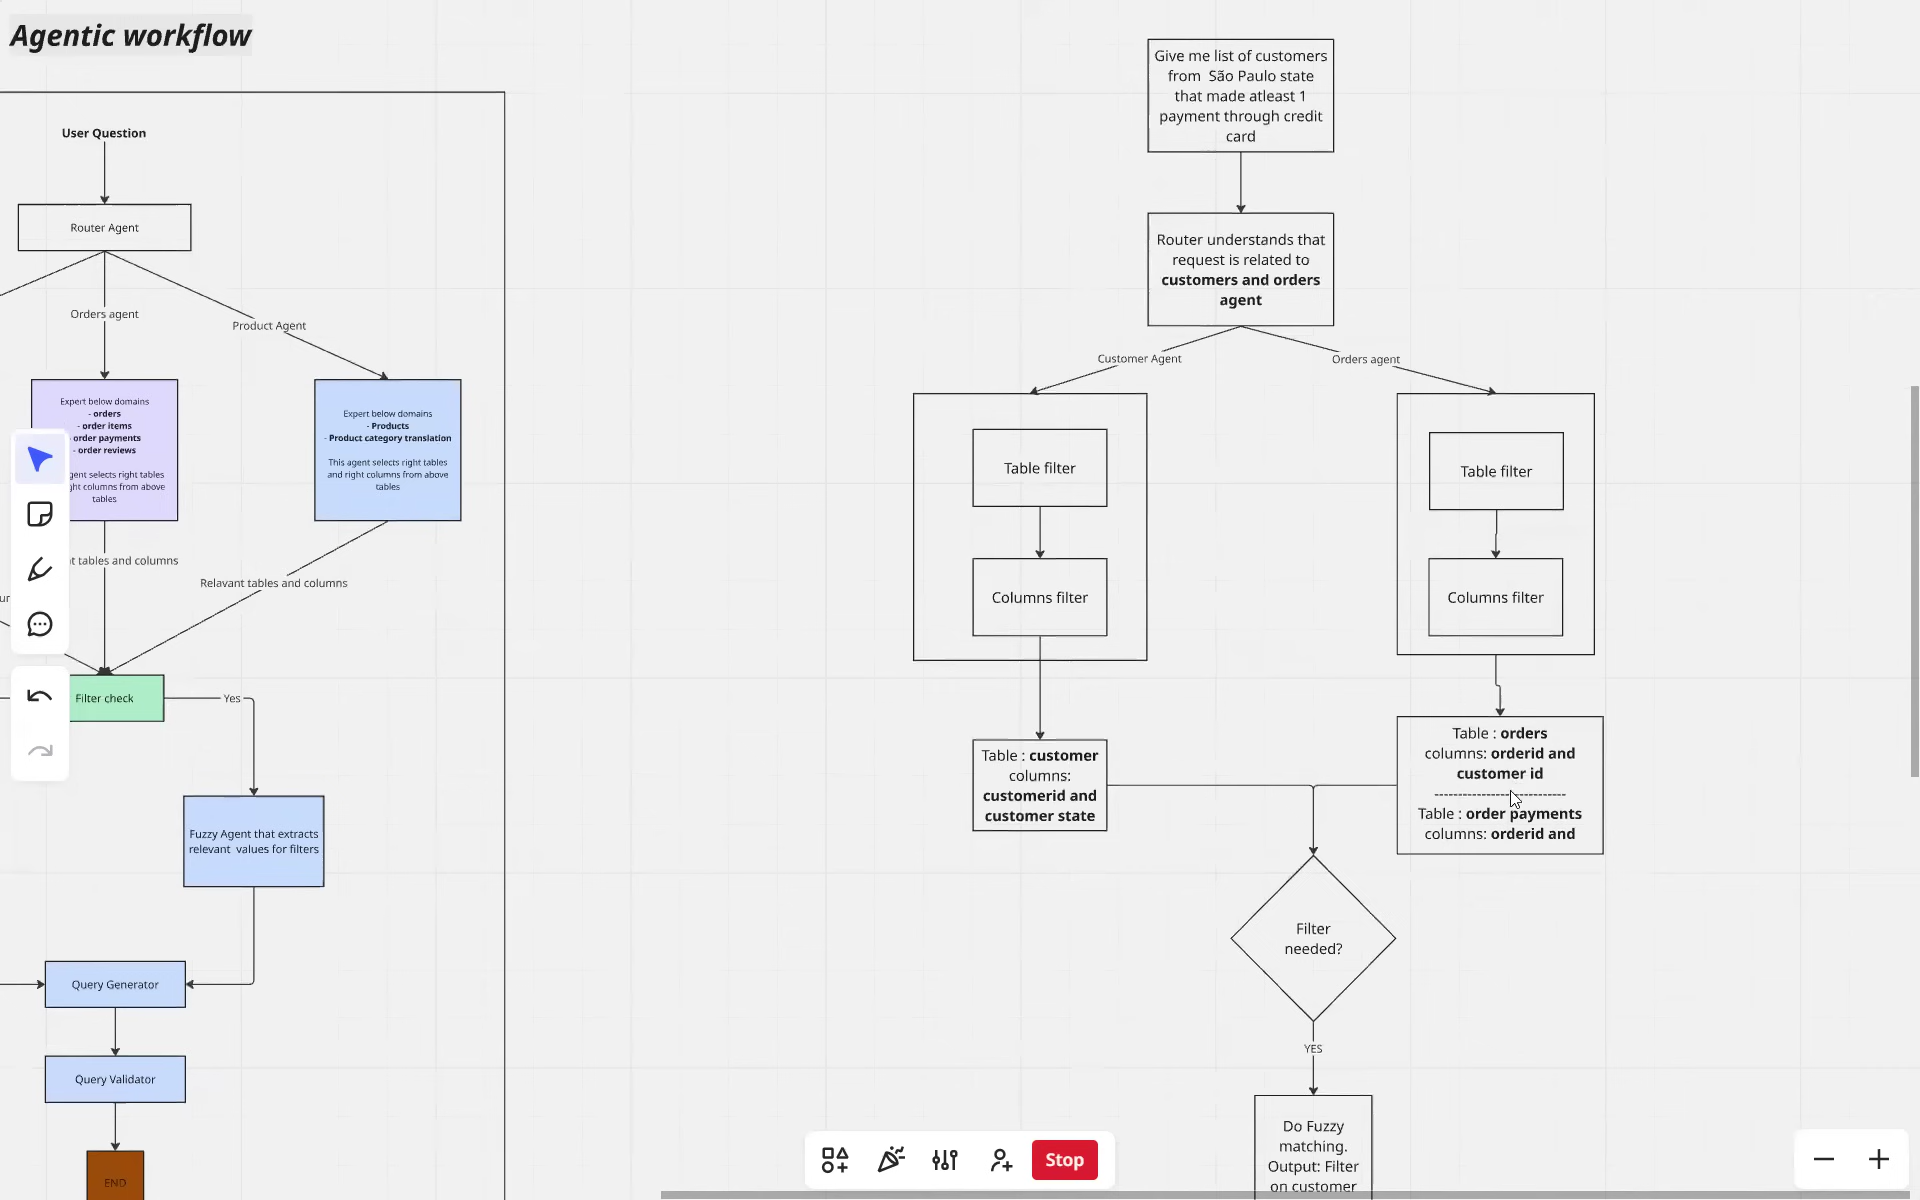 Agentic workflow
User Question
Router Agent
Orders agent
Product Agent
Expert below domains
- orders
- order items
order payments
- order reviews
gent selects right tables
ght columns from above
tables
Expert below domains
- Products
- Product category translation
This agent selects right tables
and right columns from above
tables
t tables and columns
Relavant tables and columns
Filter check
Yes
Fuzzy Agent that extracts
relevant values for filters
Query Generator
Query Validator
END
Give me list of customers
from São Paulo state
that made atleast 1
payment through credit
card
Router understands that
request is related to
customers and orders
agent
Customer Agent
Orders agent
Table filter
Columns filter
Table filter
Columns filter
Table : customer
columns:
customerid and
customer state
Table : orders
columns: orderid and
customer id
--------------------------
Table : order payments
columns: orderid and
Filter
needed?
YES
Do Fuzzy
matching.
Output: Filter
on customer
Stop